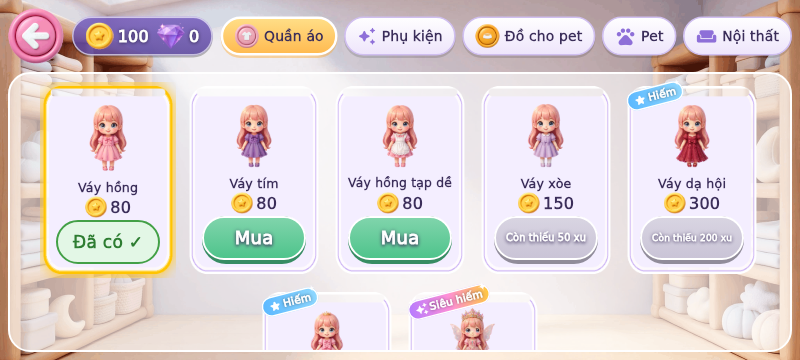 100 0 Quần áo Phụ kiện Đồ cho pet Pet Nội thất
Hiếm
Váy hồng
80
Đã có ✓
Váy tím
80
Mua
Váy hồng tạp dề
80
Mua
Váy xòe
150
Còn thiếu 50 xu
Váy dạ hội
300
Còn thiếu 200 xu
Hiếm
Siêu hiếm